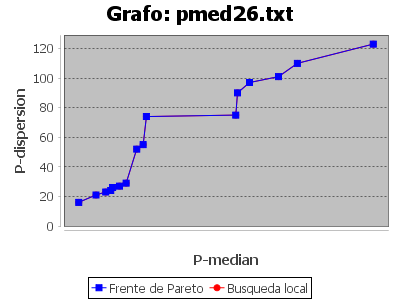 Grafo: pmed26.txt
P-dispersion
120
100
80
60
40
20
0
P-median
Frente de Pareto
Busqueda local